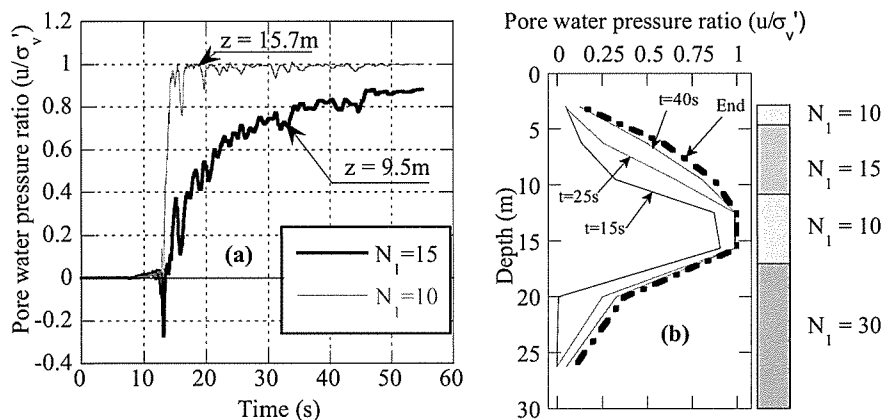 Pore water pressure ratio (u/σv')
1.2
1
0.8
0.6
0.4
0.2
0
-0.2
-0.4
0 10 20 30 40 50 60
Time (s)
z = 15.7m
z = 9.5m
(a)
N1=15
N1=10
Pore water pressure ratio (u/σv')
0 0.25 0.5 0.75 1
0
5
10
15
20
25
30
Depth (m)
t=40s
End
t=25s
t=15s
(b)
N1 = 10
N1 = 15
N1 = 10
N1 = 30